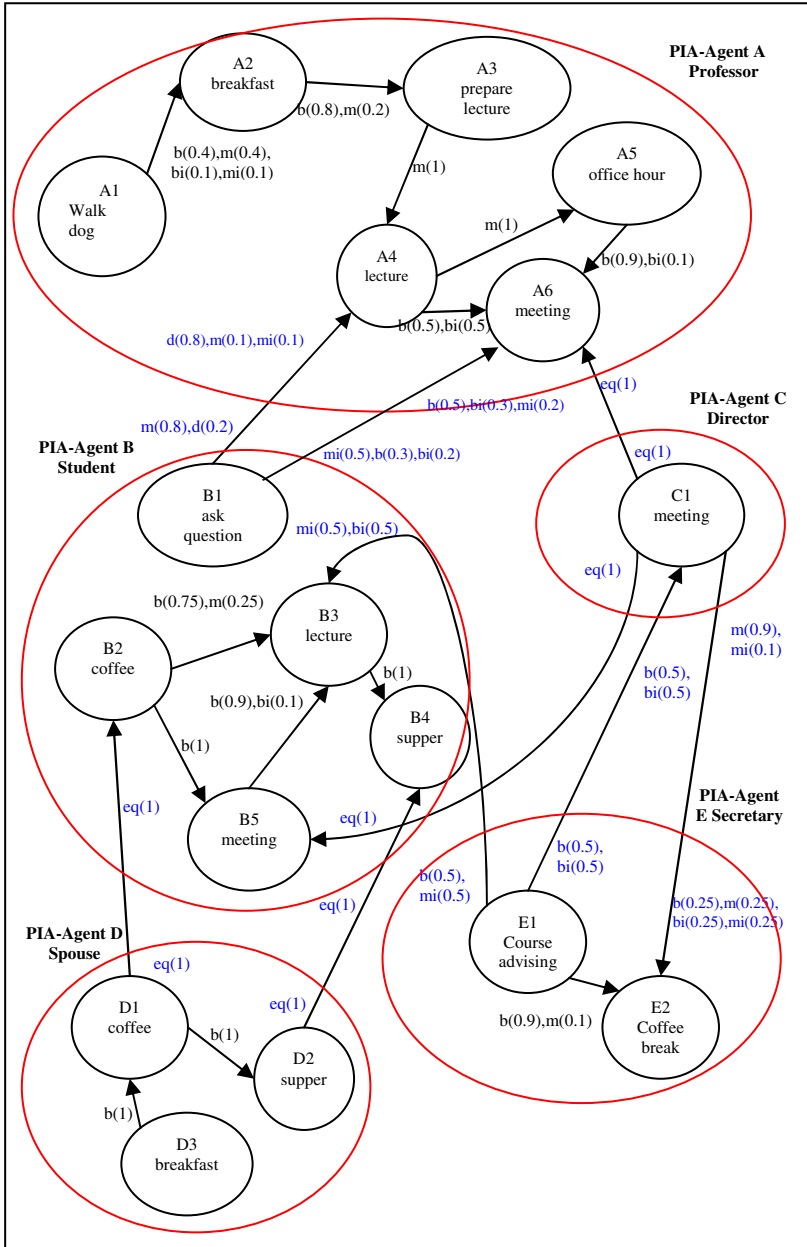 PIA-Agent A
Professor
A2
breakfast
A3
prepare
lecture
b(0.8),m(0.2)
b(0.4),m(0.4),
bi(0.1),mi(0.1)
A1
Walk
dog
m(1)
A5
office hour
m(1)
A4
lecture
b(0.9),bi(0.1)
A6
meeting
b(0.5),bi(0.5)
d(0.8),m(0.1),mi(0.1)
eq(1)
b(0.5),bi(0.3),mi(0.2)
PIA-Agent C
Director
m(0.8),d(0.2)
PIA-Agent B
Student
mi(0.5),b(0.3),bi(0.2)
eq(1)
C1
meeting
B1
ask
question
mi(0.5),bi(0.5)
eq(1)
b(0.75),m(0.25)
B3
lecture
B2
coffee
m(0.9),
mi(0.1)
b(1)
b(0.5),
bi(0.5)
b(0.9),bi(0.1)
B4
supper
b(1)
PIA-Agent
E Secretary
eq(1)
B5
meeting
eq(1)
b(0.5),
bi(0.5)
b(0.5),
mi(0.5)
eq(1)
b(0.25),m(0.25),
bi(0.25),mi(0.25)
E1
Course
advising
PIA-Agent D
Spouse
eq(1)
eq(1)
D1
coffee
b(1)
b(0.9),m(0.1)
E2
Coffee
break
D2
supper
b(1)
D3
breakfast